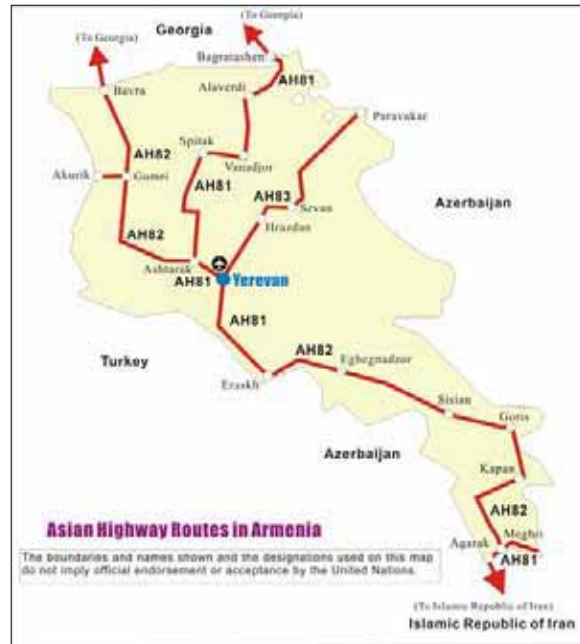 (To Georgia)
Georgia
(To Georgia)
Bagratashen
AH81
Bavra
Alaverdi
Paravakar
Spitak
Vanadjor
AH82
Akurik
Gumri
AH81
AH83
Sevan
Azerbaijan
Hrazdan
AH82
Ashtarak
AH81
Yerevan
AH81
Turkey
AH82
Eghegnadzor
Eraskh
Sisian
Goris
Azerbaijan
Kapan
AH82
Asian Highway Routes in Armenia
Meghri
Agarak
AH81
The boundaries and names shown and the designations used on this map
do not imply official endorsement or acceptance by the United Nations.
(To Islamic Republic of Iran)
Islamic Republic of Iran